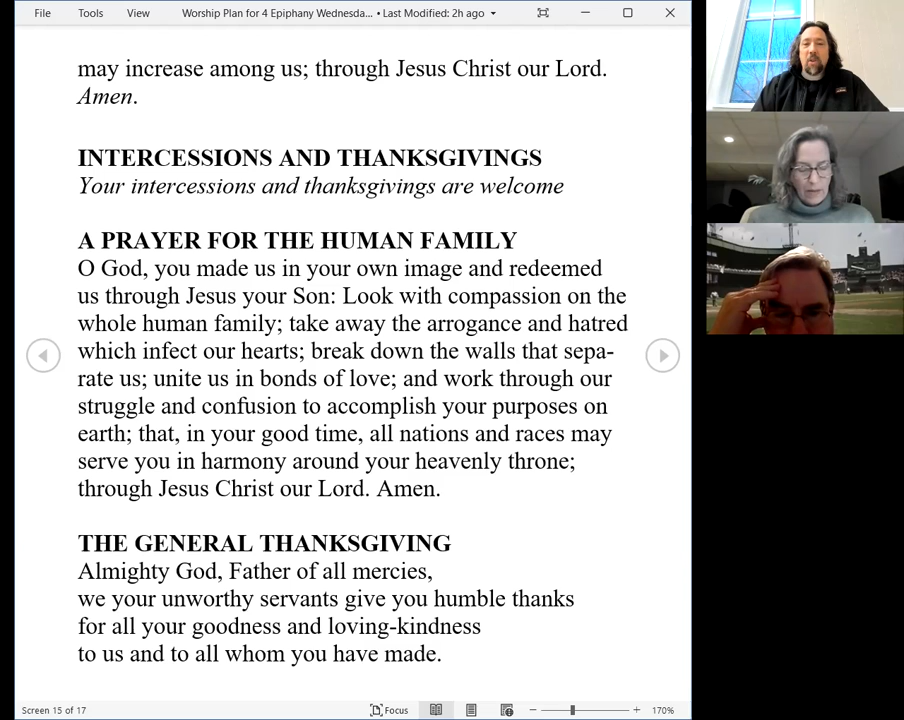 File Tools View Worship Plan for 4 Epiphany Wednesda... • Last Modified: 2h ago
may increase among us; through Jesus Christ our Lord.
Amen.
INTERCESSIONS AND THANKSGIVINGS
Your intercessions and thanksgivings are welcome
A PRAYER FOR THE HUMAN FAMILY
O God, you made us in your own image and redeemed
us through Jesus your Son: Look with compassion on the
whole human family; take away the arrogance and hatred
which infect our hearts; break down the walls that sepa-
rate us; unite us in bonds of love; and work through our
struggle and confusion to accomplish your purposes on
earth; that, in your good time, all nations and races may
serve you in harmony around your heavenly throne;
through Jesus Christ our Lord. Amen.
THE GENERAL THANKSGIVING
Almighty God, Father of all mercies,
we your unworthy servants give you humble thanks
for all your goodness and loving-kindness
to us and to all whom you have made.
Screen 15 of 17 Focus 170%